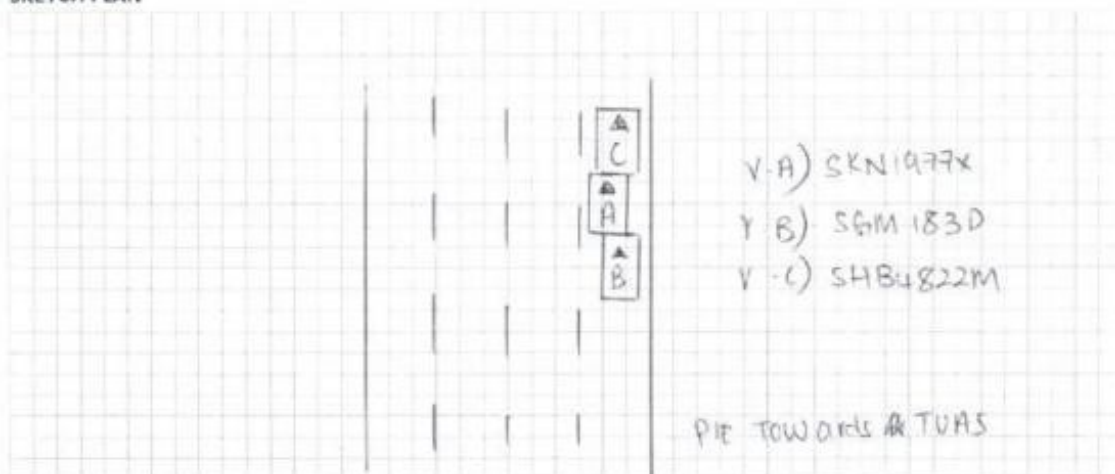 C
A
B
V.A) SKN1977X
V B) SGM 183D
V-C) SHB4822M
PIE TOWards TUAS